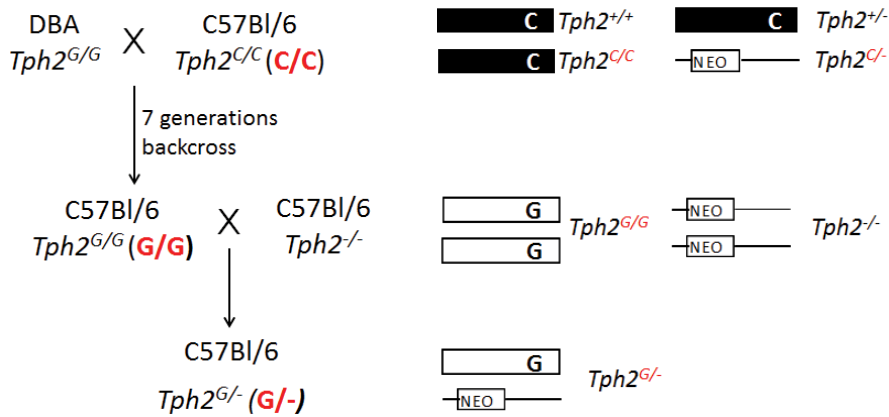 DBA X C57Bl/6
Tph2G/G Tph2C/C (C/C)
7 generations
backcross
C57Bl/6 X C57Bl/6
Tph2G/G (G/G) Tph2-/-
C57Bl/6
Tph2G/- (G/-)
C Tph2+/+
C Tph2C/C
C Tph2+/-
NEO Tph2C/-
G
G
Tph2G/G
NEO
NEO
Tph2-/-
G
NEO
Tph2G/-